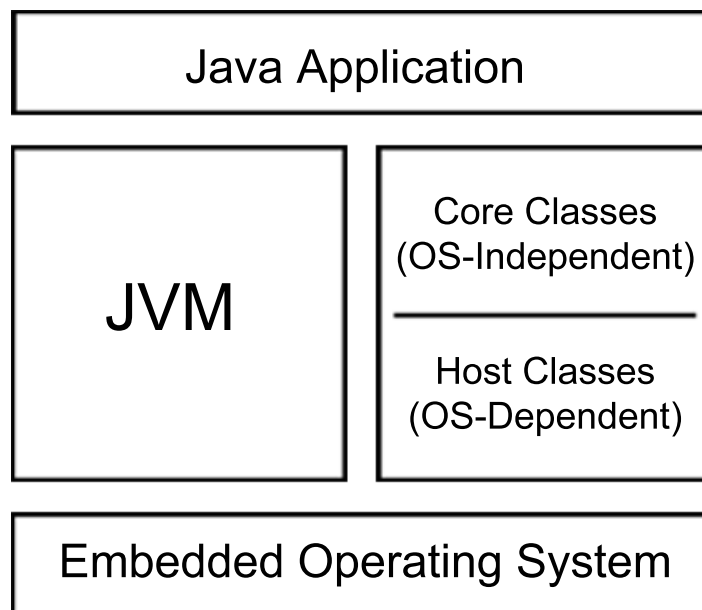 Java Application
JVM
Core Classes
(OS-Independent)
Host Classes
(OS-Dependent)
Embedded Operating System